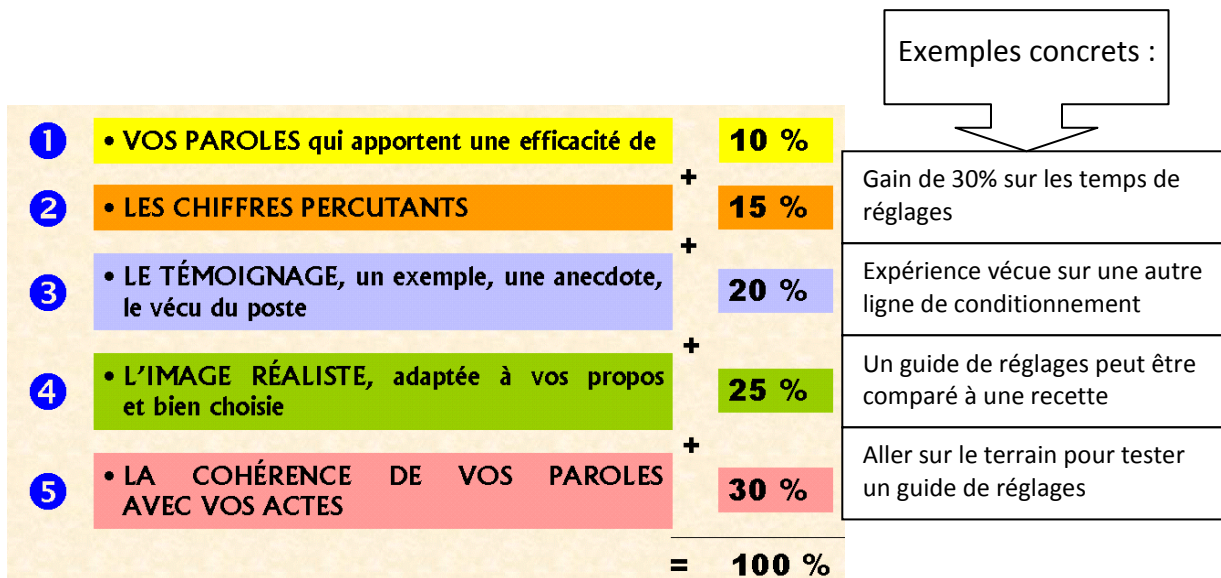 Exemples concrets :
1 • VOS PAROLES qui apportent une efficacité de 10 %
+
2 • LES CHIFFRES PERCUTANTS 15 %
Gain de 30% sur les temps de
réglages
+
3 • LE TÉMOIGNAGE, un exemple, une anecdote,
le vécu du poste
20 %
Expérience vécue sur une autre
ligne de conditionnement
+
4 • L'IMAGE RÉALISTE, adaptée à vos propos
et bien choisie
25 %
Un guide de réglages peut être
comparé à une recette
+
5 • LA COHÉRENCE DE VOS PAROLES
AVEC VOS ACTES
30 %
Aller sur le terrain pour tester
un guide de réglages
= 100 %